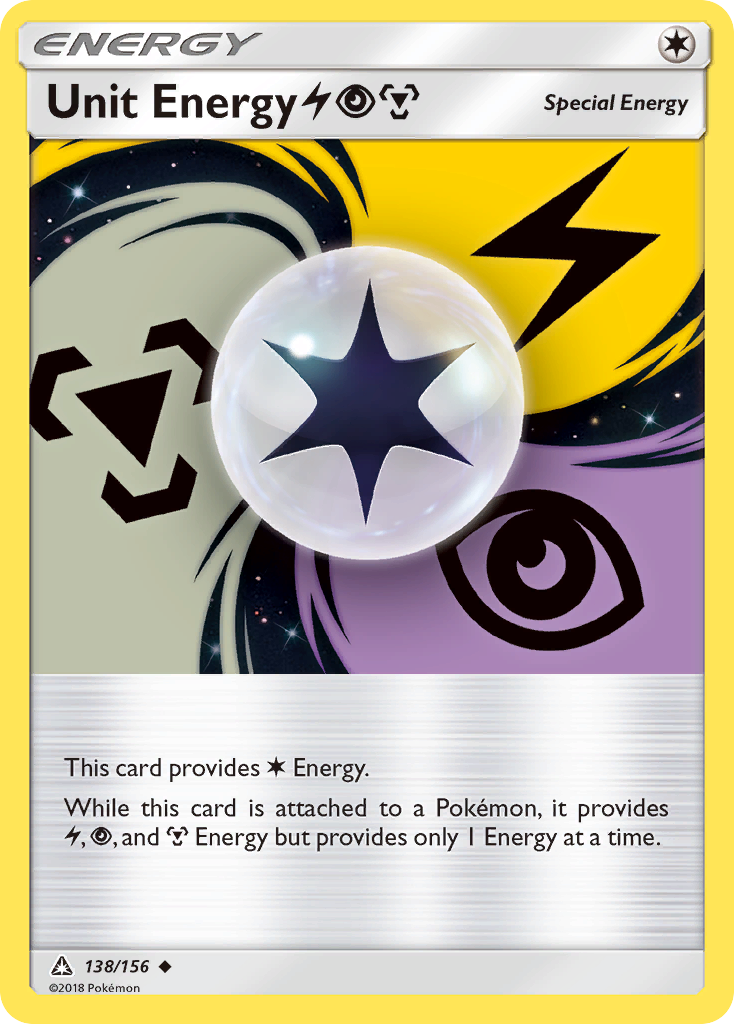 ENERGY
Unit Energy
Special Energy
This card provides Energy.
While this card is attached to a Pokémon, it provides
, , and Energy but provides only 1 Energy at a time.
138/156
©2018 Pokémon